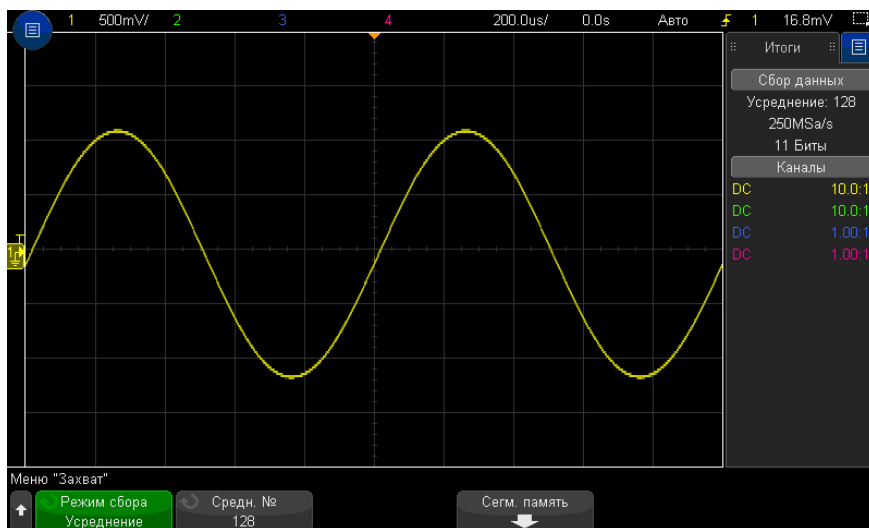 1 500mV/ 2 3 4 200.0us/ 0.0s Авто 1 16.8mV
Итоги
Сбор данных
Усреднение: 128
250MSa/s
11 Биты
Каналы
DC 10.0:1
DC 10.0:1
DC 1.00:1
DC 1.00:1
T
1
Меню "Захват"
Режим сбора
Усреднение
Средн. №
128
Сегм. память